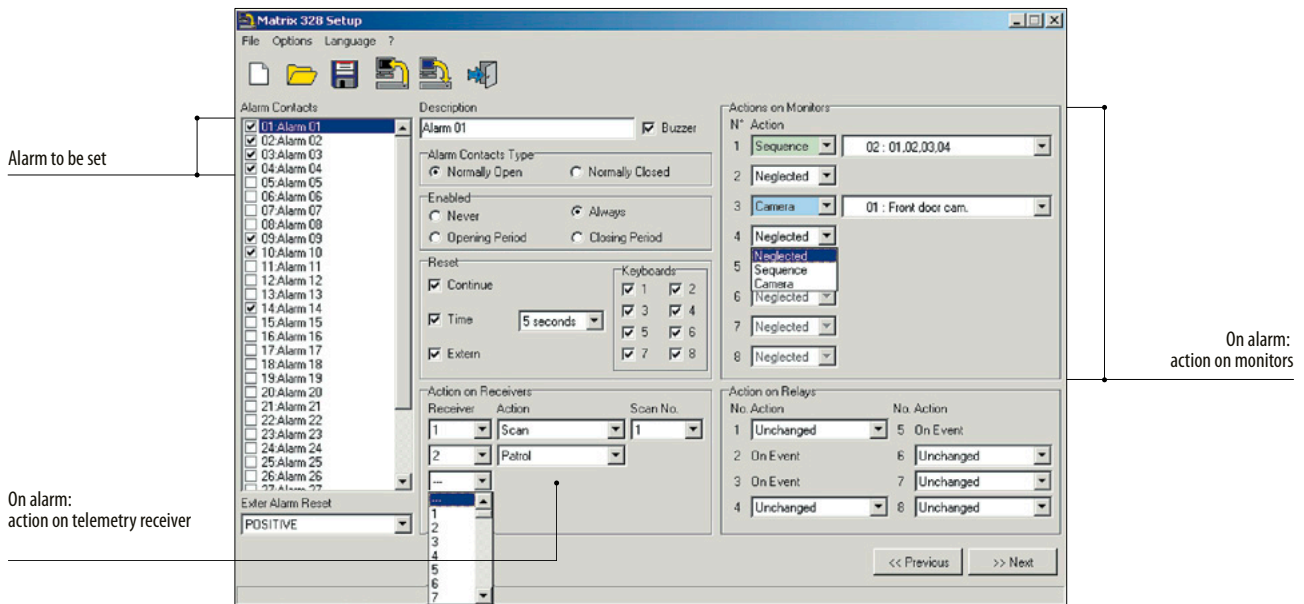 Matrix 328 Setup
File Options Language ?
Alarm Contacts
01:Alarm 01
02:Alarm 02
03:Alarm 03
04:Alarm 04
05:Alarm 05
06:Alarm 06
07:Alarm 07
08:Alarm 08
09:Alarm 09
10:Alarm 10
11:Alarm 11
12:Alarm 12
13:Alarm 13
14:Alarm 14
15:Alarm 15
16:Alarm 16
17:Alarm 17
18:Alarm 18
19:Alarm 19
20:Alarm 20
21:Alarm 21
22:Alarm 22
23:Alarm 23
24:Alarm 24
25:Alarm 25
26:Alarm 26
27:Alarm 27
Exter Alarm Reset
POSITIVE
Description
Alarm 01
Buzzer
Alarm Contacts Type
Normally Open Normally Closed
Enabled
Never Always
Opening Period Closing Period
Reset
Continue
Time 5 seconds
Extern
Keyboards
1 2
3 4
5 6
7 8
Action on Receivers
Receiver Action Scan No.
1 Scan 1
2 Patrol
---
---
1
2
3
4
5
6
7
Actions on Monitors
N° Action
1 Sequence 02 : 01,02,03,04
2 Neglected
3 Camera 01 : Front door cam.
4 Neglected
Neglected
Sequence
Camera
5
6 Neglected
7 Neglected
8 Neglected
Action on Relays
No. Action No. Action
1 Unchanged 5 On Event
2 On Event 6 Unchanged
3 On Event 7 Unchanged
4 Unchanged 8 Unchanged
<< Previous >> Next
Alarm to be set
On alarm:
action on telemetry receiver
On alarm:
action on monitors